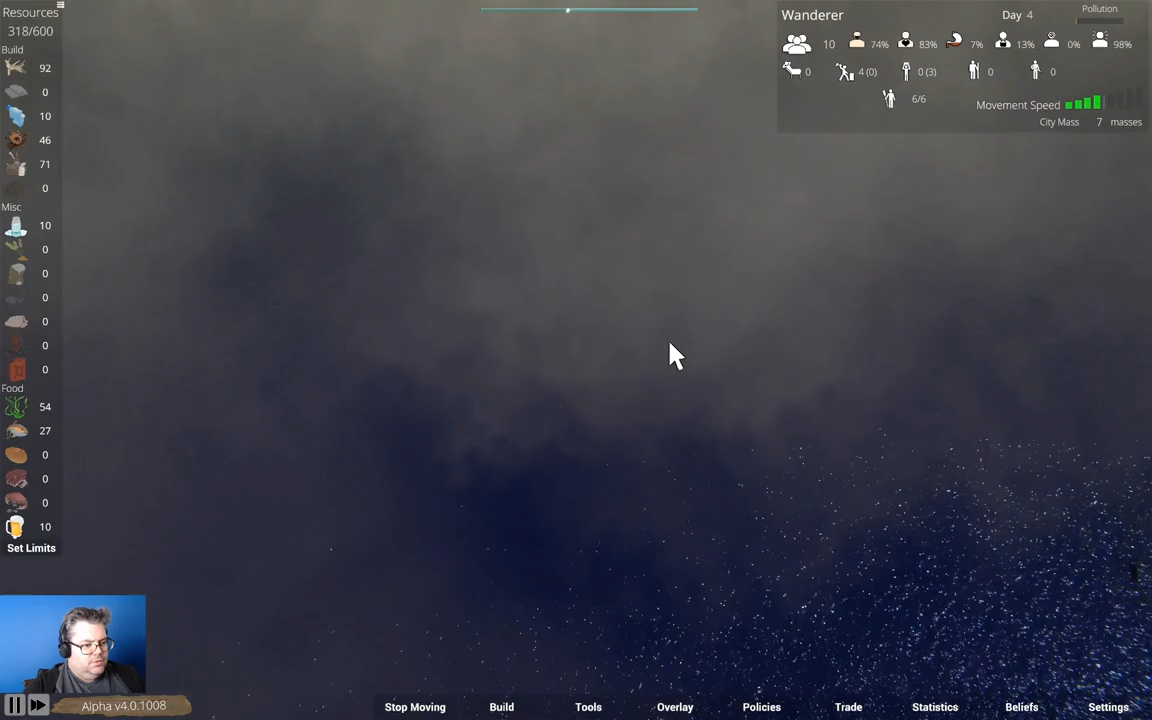 Resources
318/600
Build
92
0
10
46
71
0
Misc
10
0
0
0
0
0
0
Food
54
27
0
0
0
10
Set Limits
Alpha v4.0.1008
Wanderer
Day 4
Pollution
10 74% 83% 7% 13% 0% 98%
0 4 (0) 0 (3) 0 0
6/6
Movement Speed
City Mass 7 masses
Stop Moving Build Tools Overlay Policies Trade Statistics Beliefs Settings